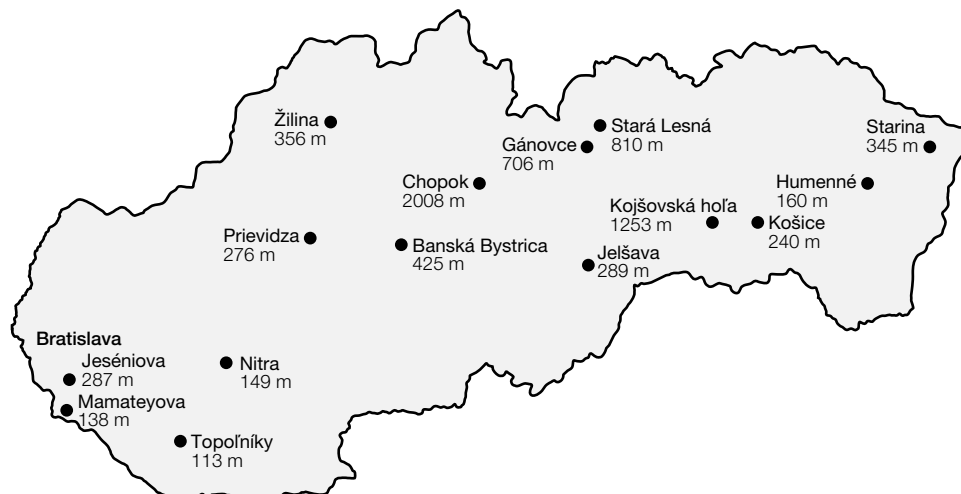 Žilina
356 m
Stará Lesná
810 m
Gánovce
706 m
Starina
345 m
Chopok
2008 m
Humenné
160 m
Kojšovská hoľa
1253 m
Košice
240 m
Prievidza
276 m
Banská Bystrica
425 m
Jelšava
289 m
Bratislava
Jeséniova
287 m
Mamateyova
138 m
Nitra
149 m
Topoľníky
113 m